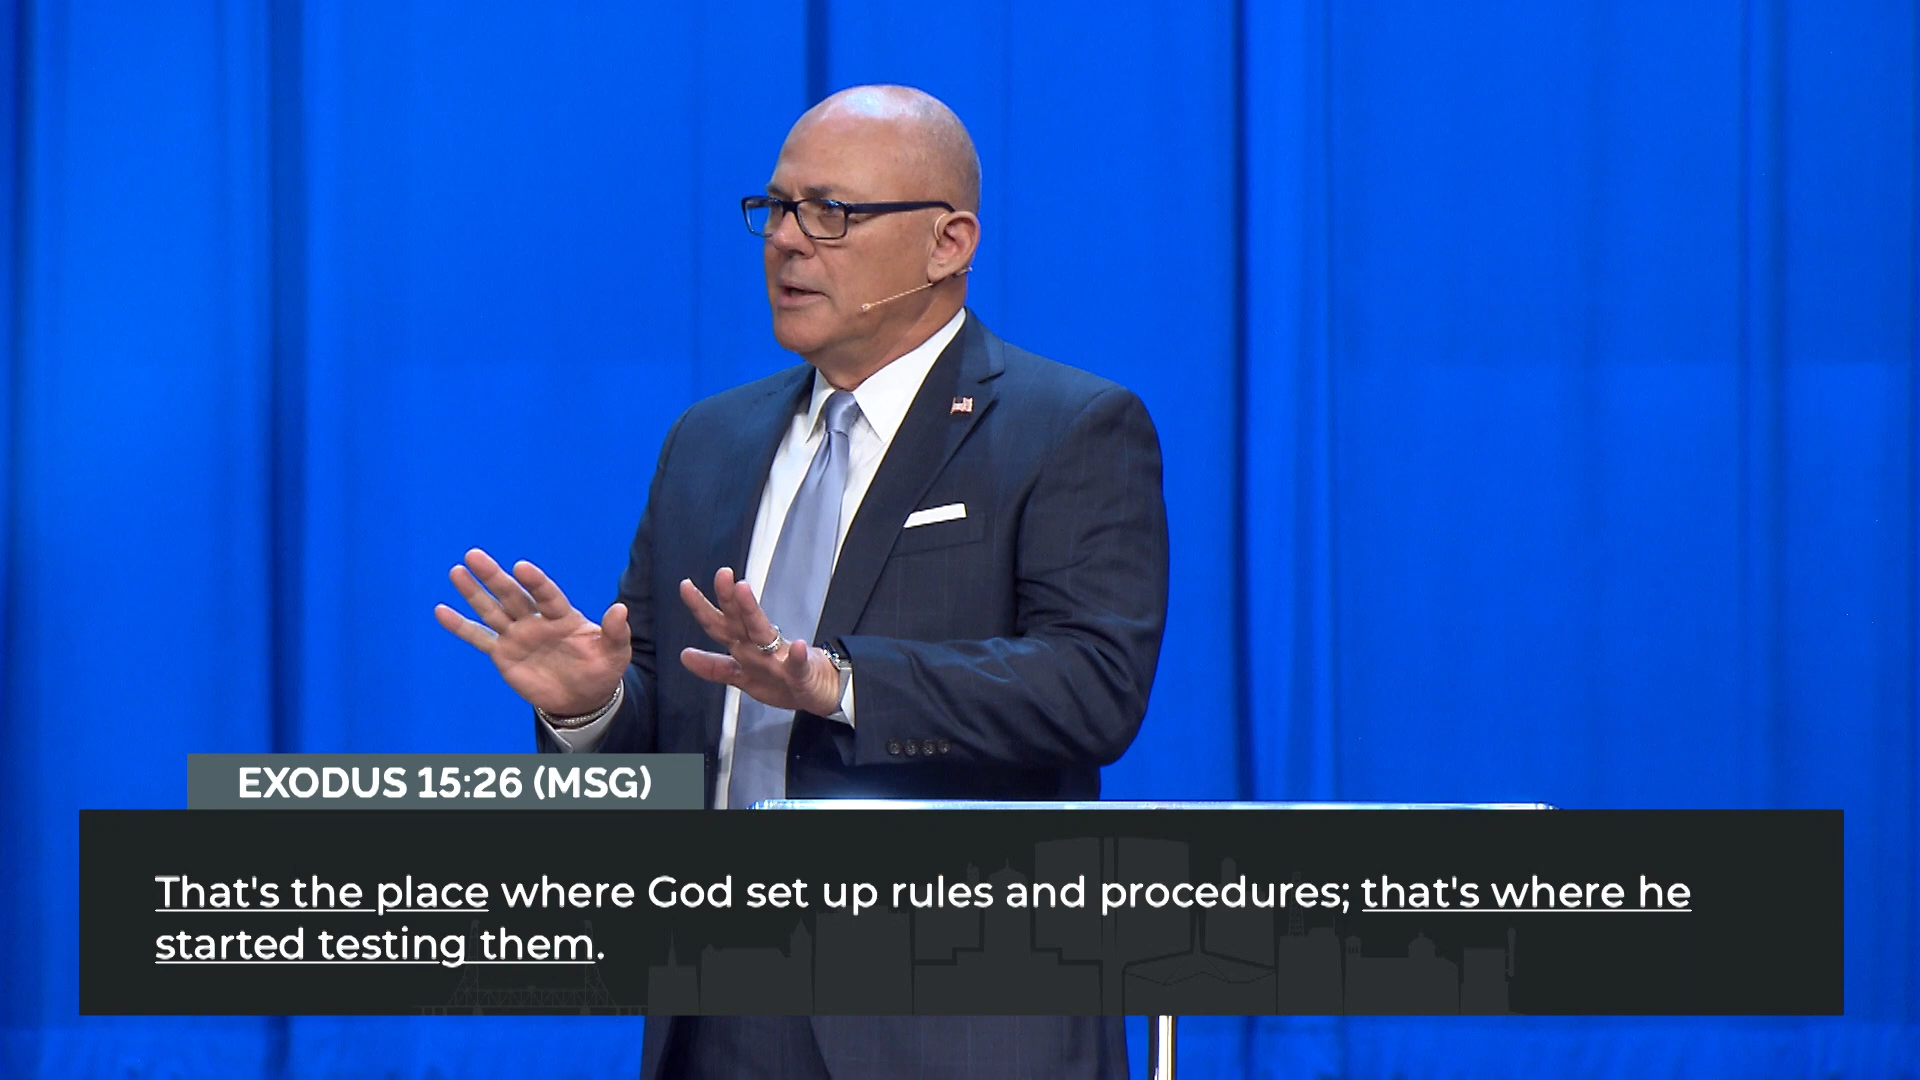 EXODUS 15:26 (MSG)
That's the place where God set up rules and procedures; that's where he
started testing them.